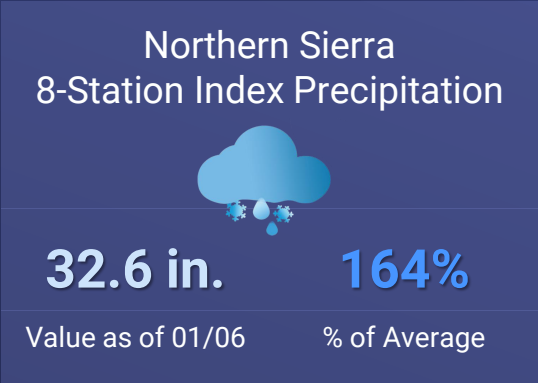 Northern Sierra
8-Station Index Precipitation
32.6 in. 164%
Value as of 01/06 % of Average